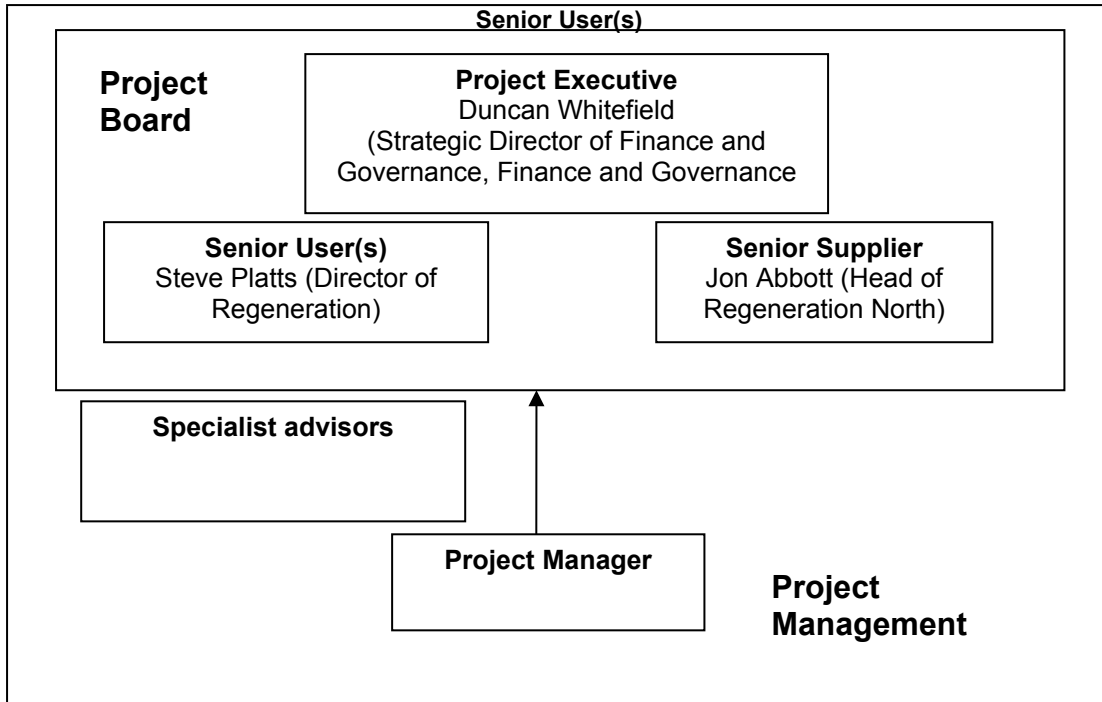 Senior User(s)
Project
Board
Project Executive
Duncan Whitefield
(Strategic Director of Finance and
Governance, Finance and Governance
Senior User(s)
Steve Platts (Director of
Regeneration)
Senior Supplier
Jon Abbott (Head of
Regeneration North)
Specialist advisors
Project Manager
Project
Management